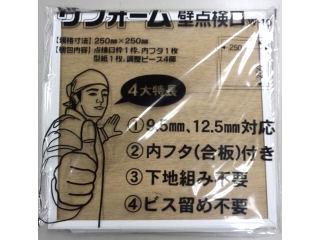 リフォーム 壁点検口
【規格寸法】250mm×250mm
【梱包内容】点検口枠1枠、内フタ1枚
型紙1枚、調整ピース4個
250
4大特長
①9.5mm、12.5mm対応
②内フタ(合板)付き
③下地組み不要
④ビス留め不要